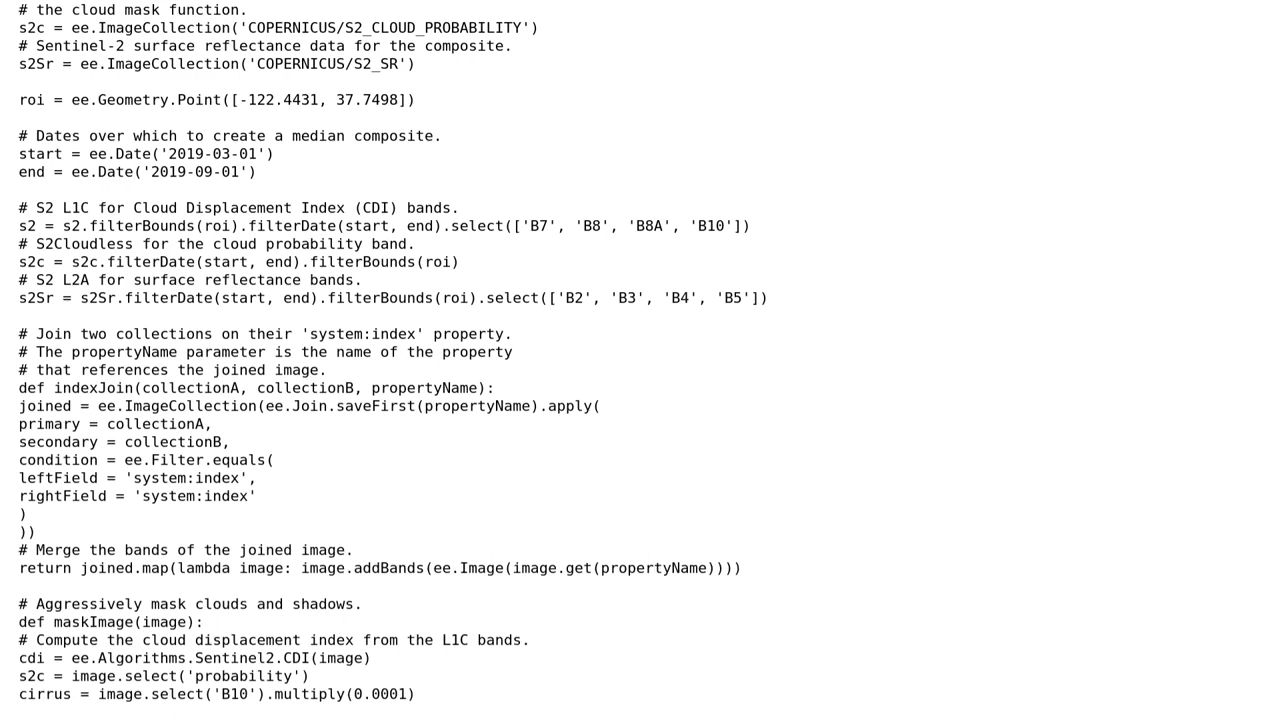 # the cloud mask function.
s2c = ee.ImageCollection('COPERNICUS/S2_CLOUD_PROBABILITY')
# Sentinel-2 surface reflectance data for the composite.
s2Sr = ee.ImageCollection('COPERNICUS/S2_SR')
roi = ee.Geometry.Point([-122.4431, 37.7498])
# Dates over which to create a median composite.
start = ee.Date('2019-03-01')
end = ee.Date('2019-09-01')
# S2 L1C for Cloud Displacement Index (CDI) bands.
s2 = s2.filterBounds(roi).filterDate(start, end).select(['B7', 'B8', 'B8A', 'B10'])
# S2Cloudless for the cloud probability band.
s2c = s2c.filterDate(start, end).filterBounds(roi)
# S2 L2A for surface reflectance bands.
s2Sr = s2Sr.filterDate(start, end).filterBounds(roi).select(['B2', 'B3', 'B4', 'B5'])
# Join two collections on their 'system:index' property.
# The propertyName parameter is the name of the property
# that references the joined image.
def indexJoin(collectionA, collectionB, propertyName):
joined = ee.ImageCollection(ee.Join.saveFirst(propertyName).apply(
primary = collectionA,
secondary = collectionB,
condition = ee.Filter.equals(
leftField = 'system:index',
rightField = 'system:index'
)
))
# Merge the bands of the joined image.
return joined.map(lambda image: image.addBands(ee.Image(image.get(propertyName))))
# Aggressively mask clouds and shadows.
def maskImage(image):
# Compute the cloud displacement index from the L1C bands.
cdi = ee.Algorithms.Sentinel2.CDI(image)
s2c = image.select('probability')
cirrus = image.select('B10').multiply(0.0001)